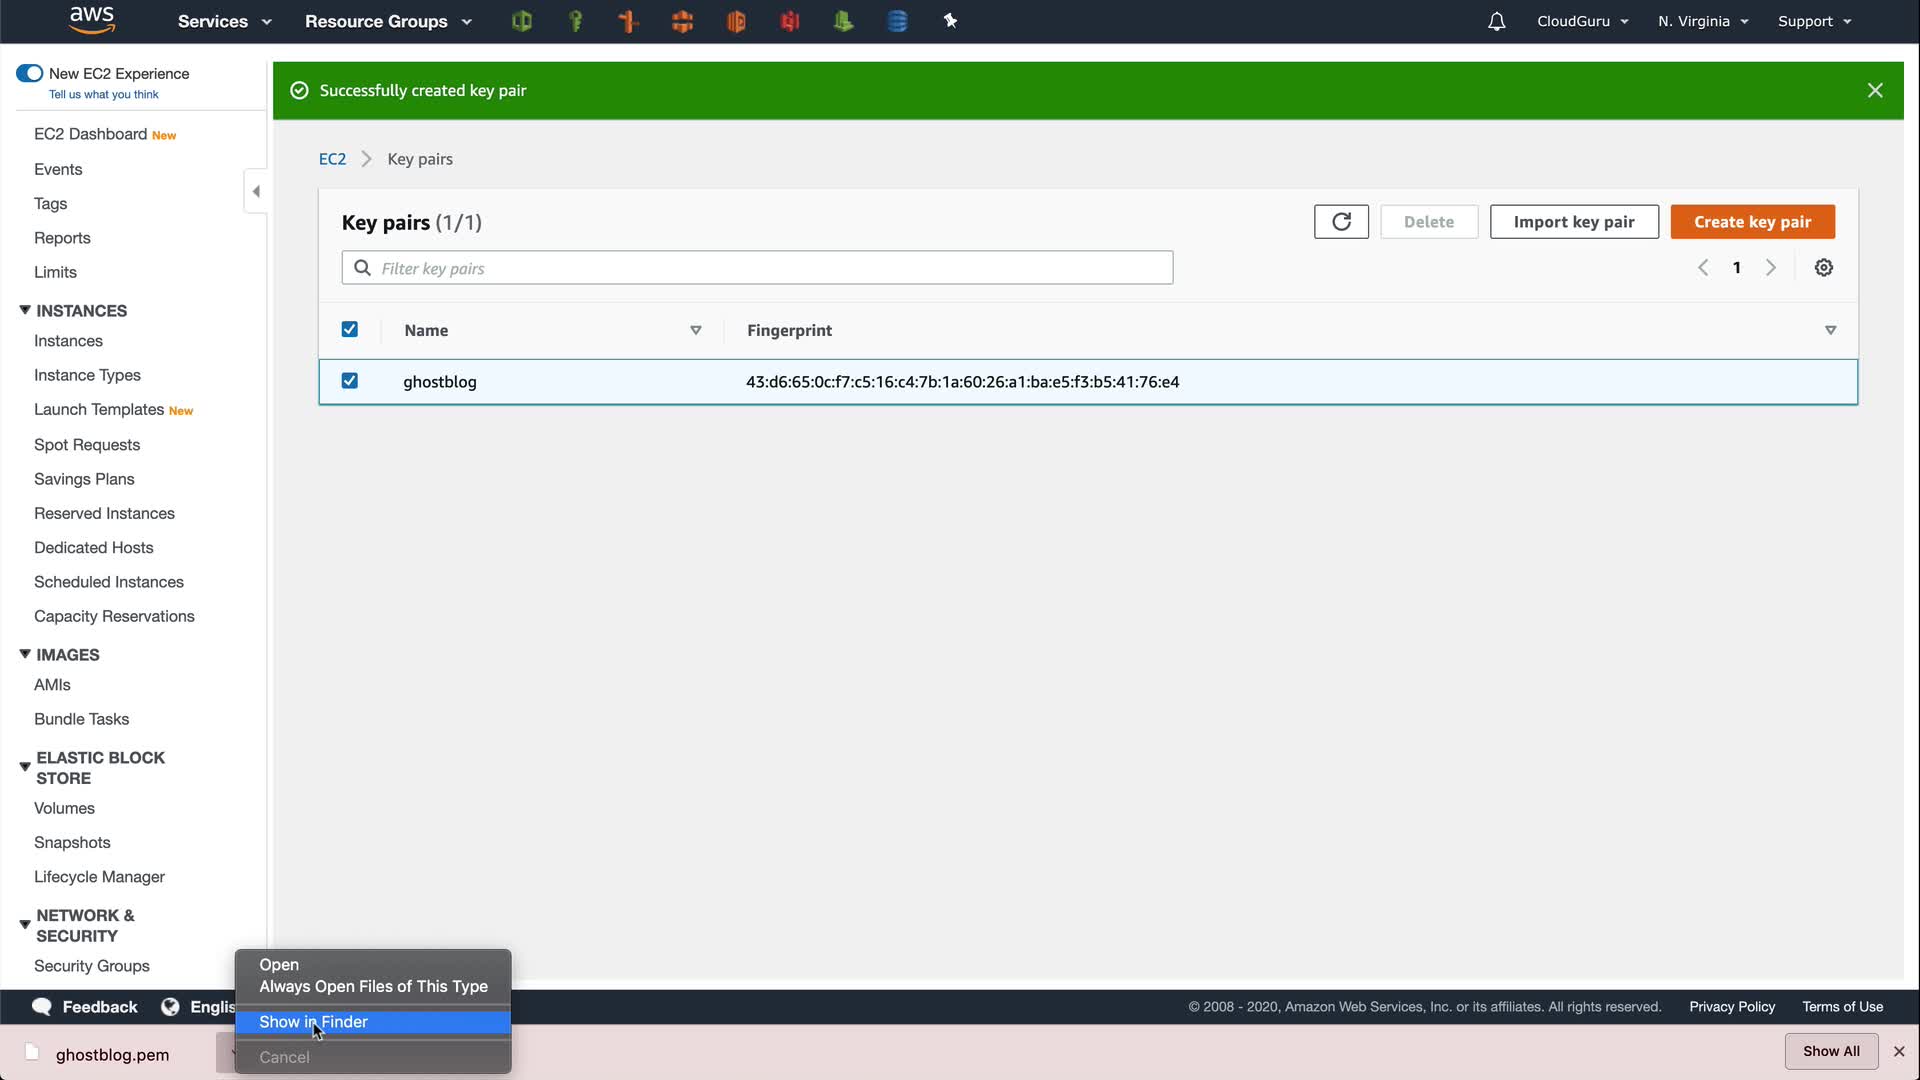 aws
Services
Resource Groups
CloudGuru
N. Virginia
Support
New EC2 Experience
Tell us what you think
EC2 Dashboard New
Events
Tags
Reports
Limits
INSTANCES
Instances
Instance Types
Launch Templates New
Spot Requests
Savings Plans
Reserved Instances
Dedicated Hosts
Scheduled Instances
Capacity Reservations
IMAGES
AMIs
Bundle Tasks
ELASTIC BLOCK
STORE
Volumes
Snapshots
Lifecycle Manager
NETWORK &
SECURITY
Security Groups
Successfully created key pair
EC2
Key pairs
Key pairs (1/1)
Delete
Import key pair
Create key pair
Filter key pairs
1
Name
Fingerprint
ghostblog
43:d6:65:0c:f7:c5:16:c4:7b:1a:60:26:a1:ba:e5:f3:b5:41:76:e4
Open
Always Open Files of This Type
Show in Finder
Cancel
Feedback
Englis
© 2008 - 2020, Amazon Web Services, Inc. or its affiliates. All rights reserved.
Privacy Policy
Terms of Use
ghostblog.pem
Show All